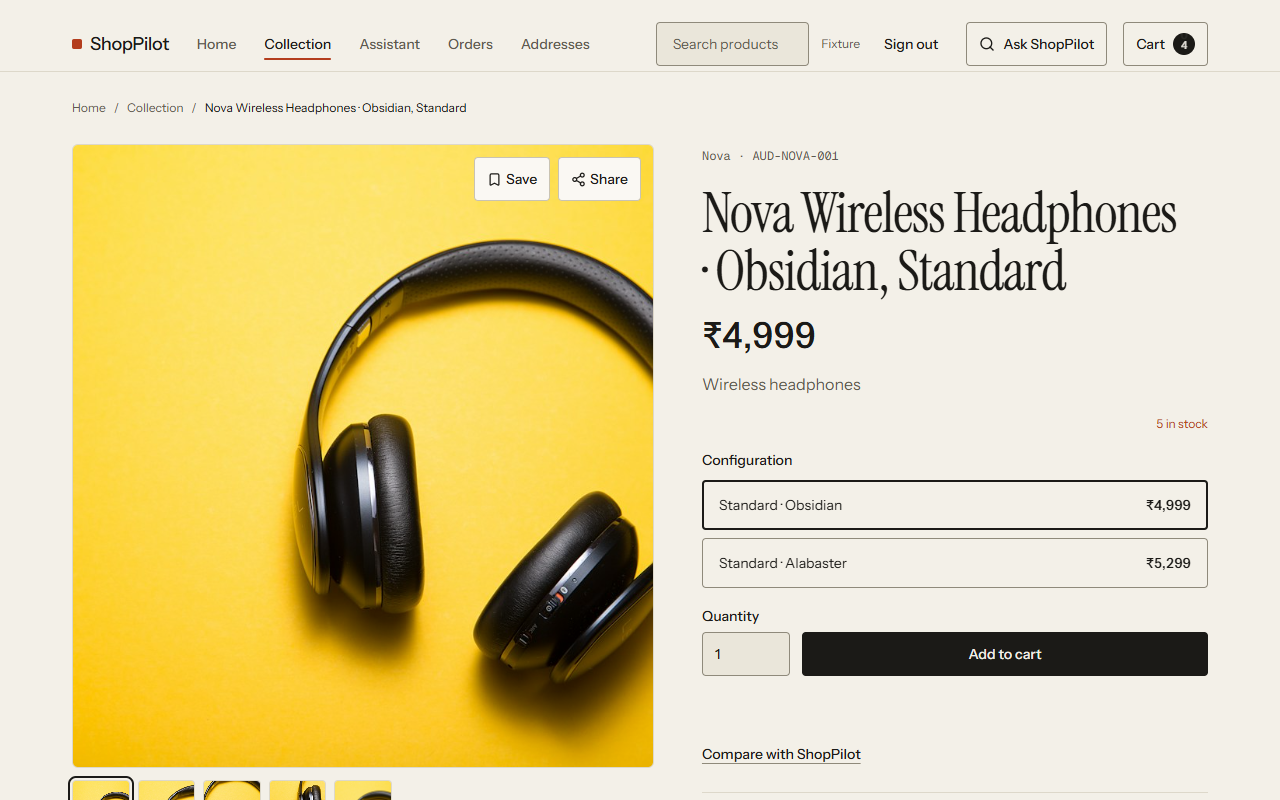 ShopPilot Home Collection Assistant Orders Addresses Search products Fixture Sign out Ask ShopPilot Cart 4
Home / Collection / Nova Wireless Headphones · Obsidian, Standard
Save Share
Nova · AUD-NOVA-001
Nova Wireless Headphones
· Obsidian, Standard
₹4,999
Wireless headphones
5 in stock
Configuration
Standard · Obsidian ₹4,999
Standard · Alabaster ₹5,299
Quantity
1 Add to cart
Compare with ShopPilot